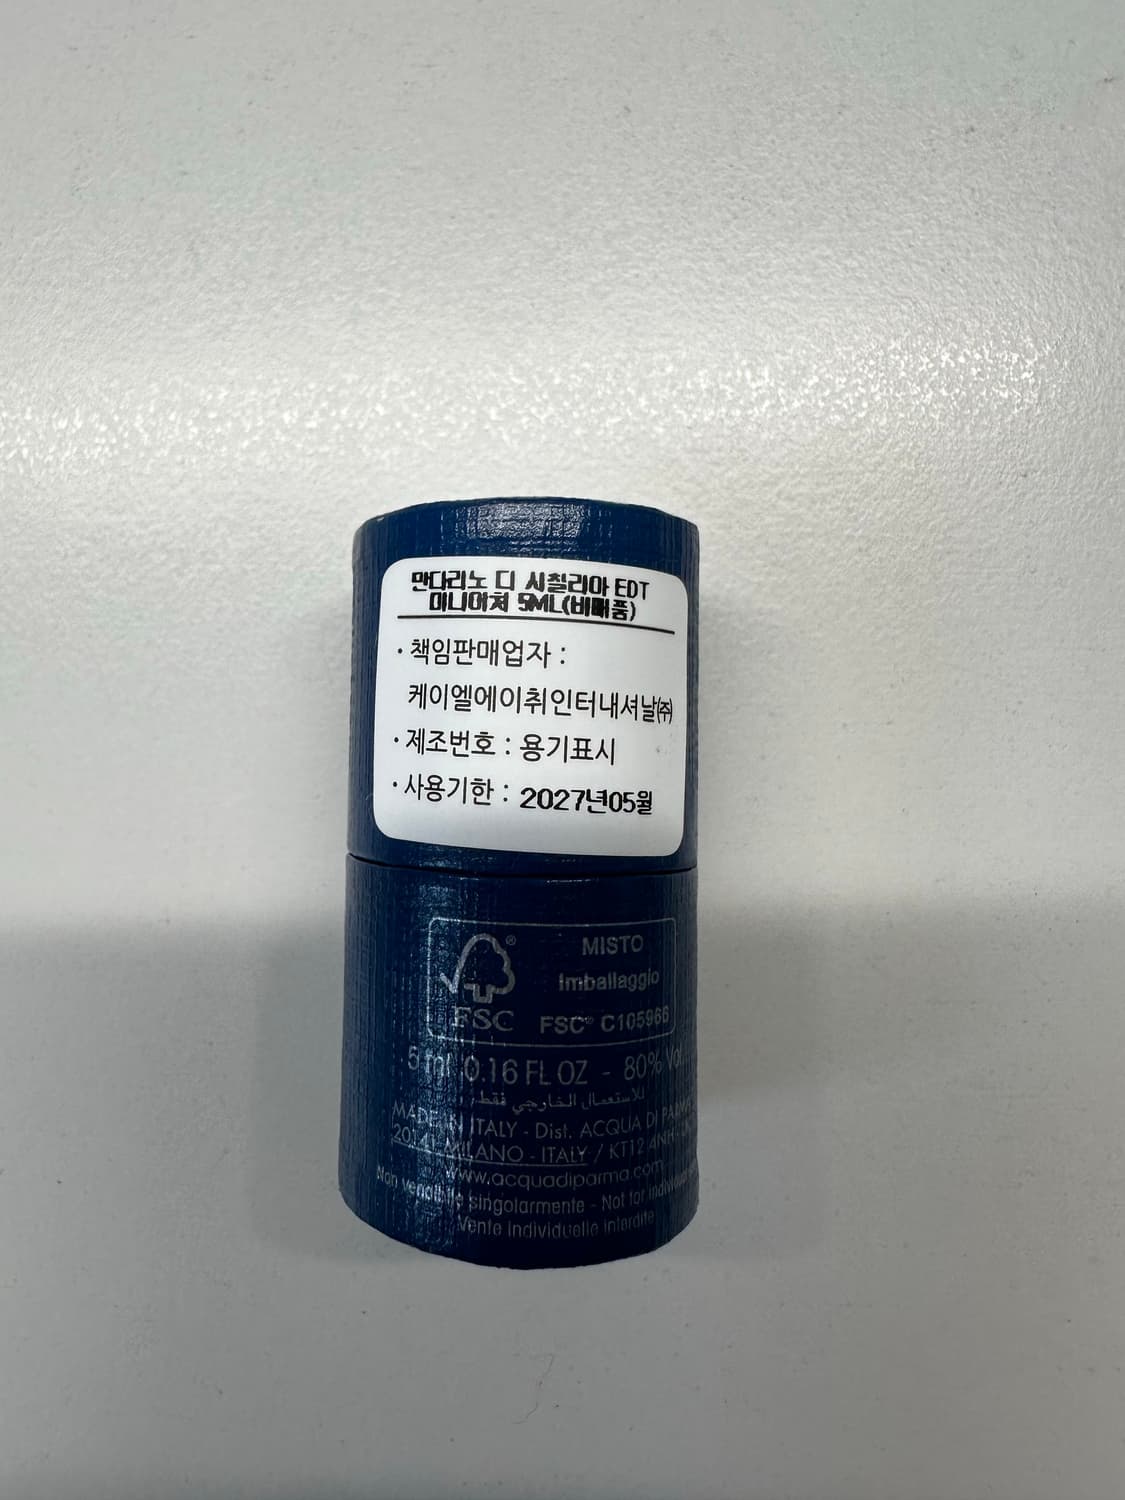 만다리노 디 시칠리아 EDT
미니어처 5ML(비매품)
· 책임판매업자 :
케이엘에이취인터내셔날㈜
· 제조번호 : 용기표시
· 사용기한 : 2027년05월
MISTO
Imballaggio
FSC® C105966
FSC
5 ml 0.16 FL OZ - 80% Vol
للاستعمال الخارجي فقط
MADE IN ITALY - Dist. ACQUA DI PARMA
20141 MILANO - ITALY / KT12 4NH
www.acquadiparma.com
Non vendibile singolarmente - Not for individual
Vente individuelle interdite